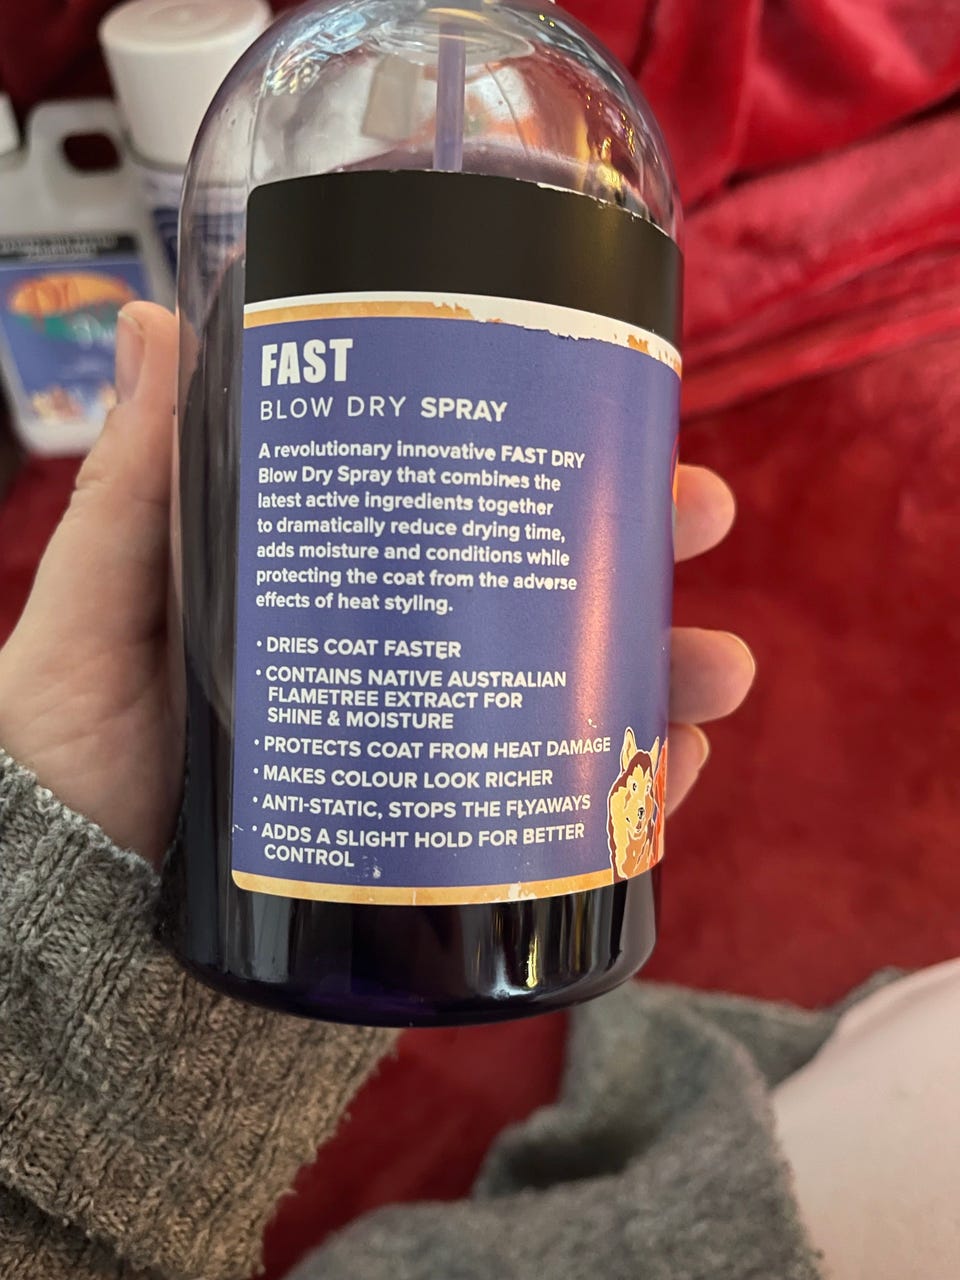 FAST
BLOW DRY SPRAY
A revolutionary innovative FAST DRY
Blow Dry Spray that combines the
latest active ingredients together
to dramatically reduce drying time,
adds moisture and conditions while
protecting the coat from the adverse
effects of heat styling.
• DRIES COAT FASTER
• CONTAINS NATIVE AUSTRALIAN
FLAMETREE EXTRACT FOR
SHINE & MOISTURE
• PROTECTS COAT FROM HEAT DAMAGE
• MAKES COLOUR LOOK RICHER
• ANTI-STATIC, STOPS THE FLYAWAYS
• ADDS A SLIGHT HOLD FOR BETTER
CONTROL